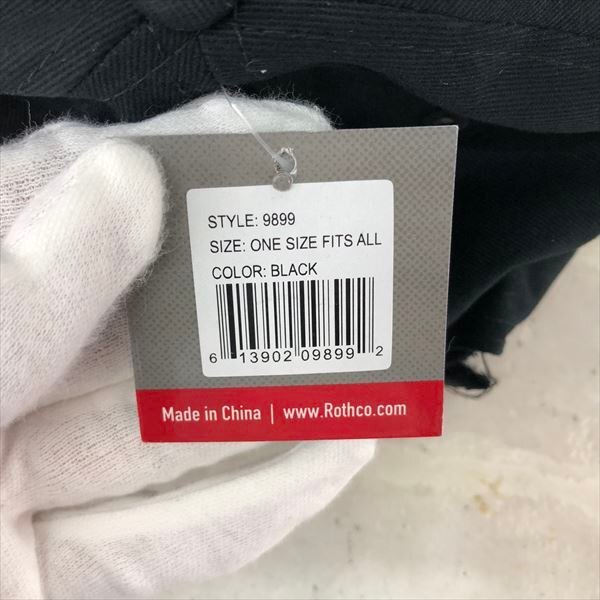 STYLE: 9899
SIZE: ONE SIZE FITS ALL
COLOR: BLACK
6 13902 09899 2
Made in China | www.Rothco.com